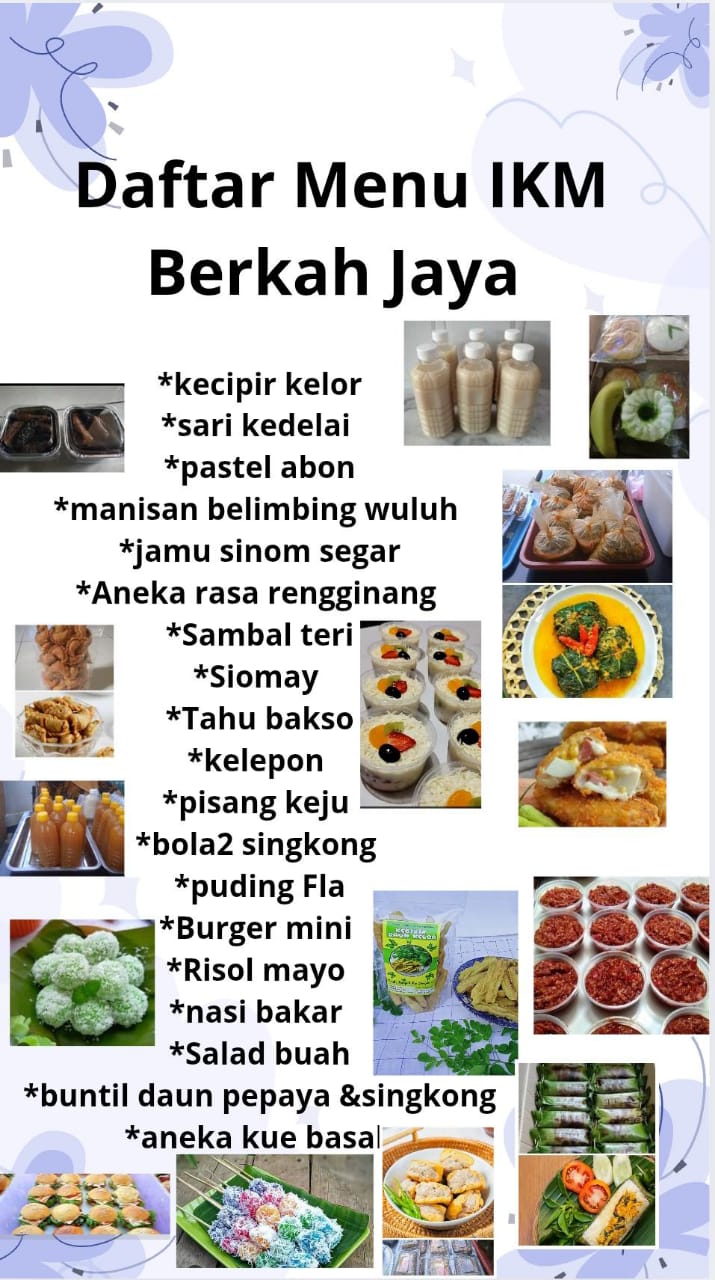 Daftar Menu IKM
Berkah Jaya
*kecipir kelor
*sari kedelai
*pastel abon
*manisan belimbing wuluh
*jamu sinom segar
*Aneka rasa rengginang
*Sambal teri
*Siomay
*Tahu bakso
*kelepon
*pisang keju
*bola2 singkong
*puding Fla
*Burger mini
*Risol mayo
*nasi bakar
*Salad buah
*buntil daun pepaya &singkong
*aneka kue basa
KECIPIR
DAUN KELOR